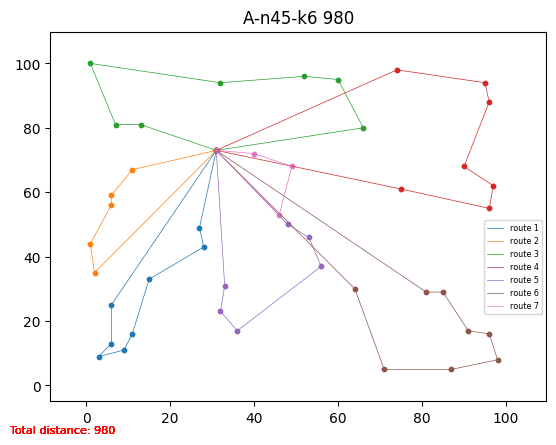 A-n45-k6 980
100
80
60
40
20
0
route 1
route 2
route 3
route 4
route 5
route 6
route 7
0 20 40 60 80 100
Total distance: 980